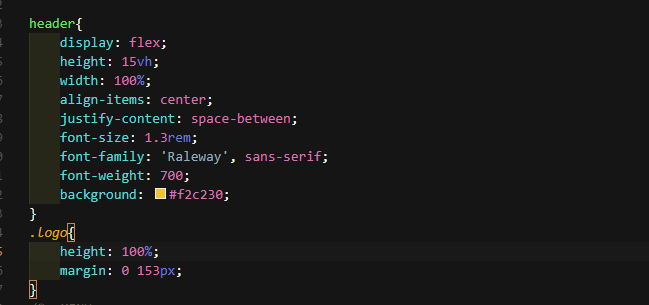 header{
display: flex;
height: 15vh;
width: 100%;
align-items: center;
justify-content: space-between;
font-size: 1.3rem;
font-family: 'Raleway', sans-serif;
font-weight: 700;
background: #f2c230;
}
.logo{
height: 100%;
margin: 0 153px;
}